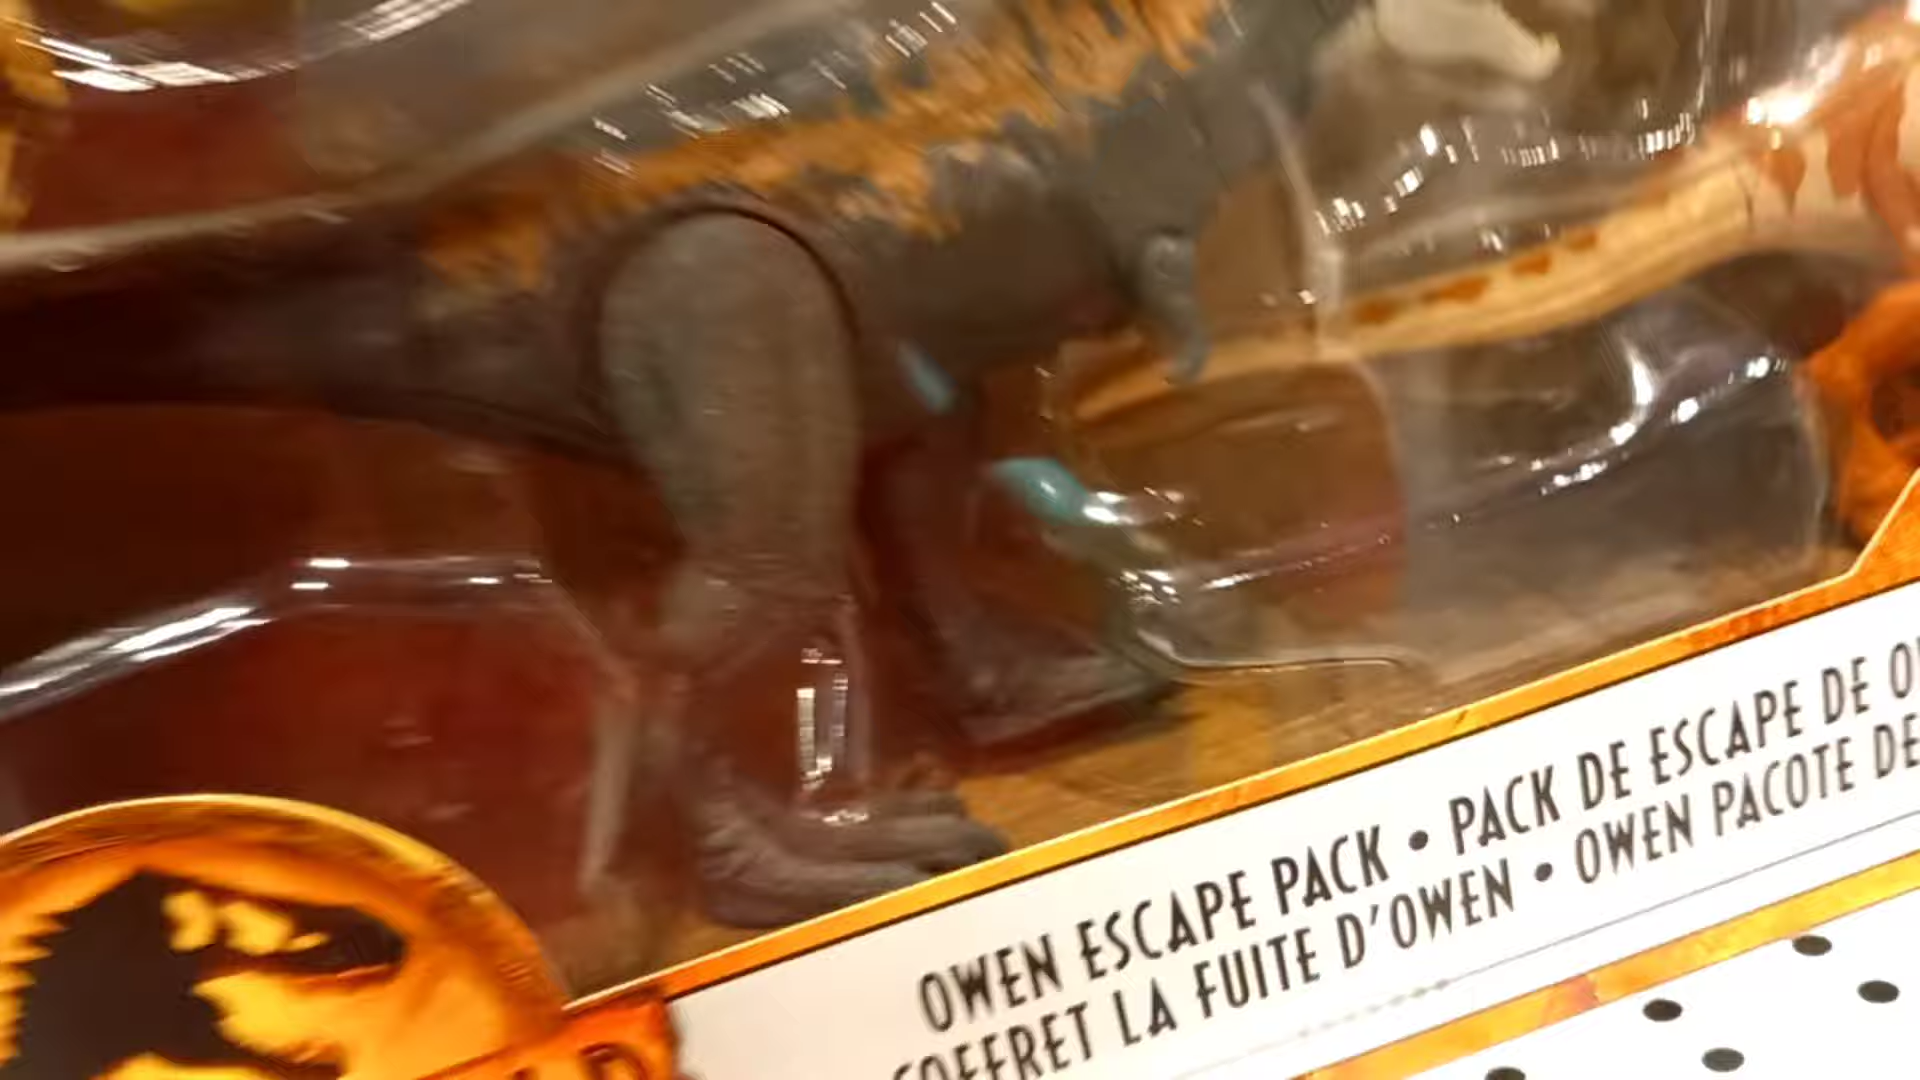 OWEN ESCAPE PACK • PACK DE ESCAPE DE
COFFRET LA FUITE D'OWEN • OWEN PACOTE DE